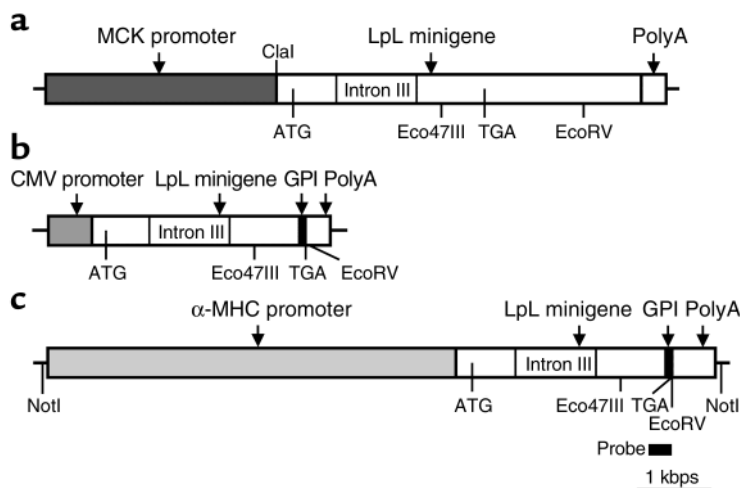 a
MCK promoter
ClaI
LpL minigene
PolyA
Intron III
ATG
Eco47III
TGA
EcoRV
b
CMV promoter
LpL minigene
GPI
PolyA
Intron III
ATG
Eco47III
TGA
EcoRV
c
α-MHC promoter
LpL minigene
GPI
PolyA
Intron III
NotI
ATG
Eco47III
TGA
NotI
EcoRV
Probe
1 kbps